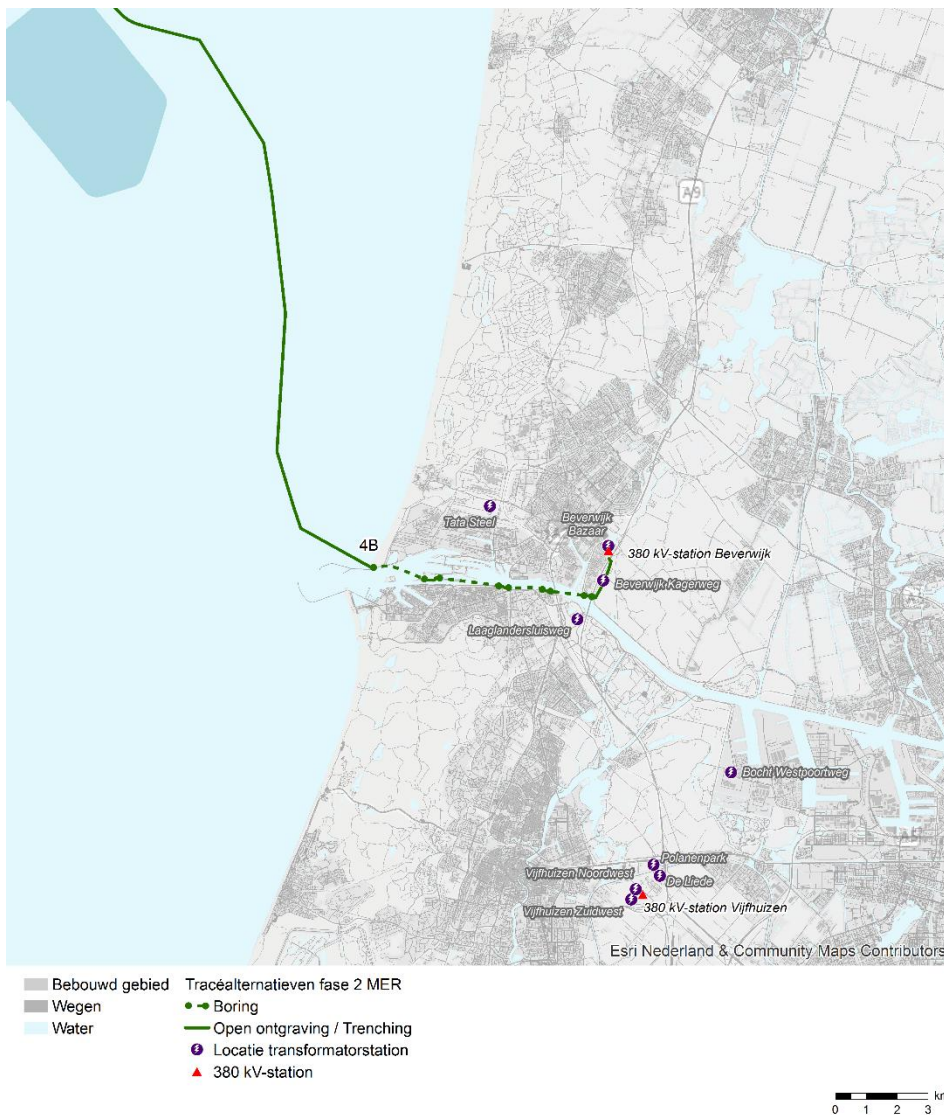 A9
4B
Tata Steel
Beverwijk
Bazaar
380 kV-station Beverwijk
Beverwijk Kagerweg
Laaglandersluisweg
Bocht Westpoortweg
Polanenpark
Vijfhuizen Noordwest
De Liede
Vijfhuizen Zuidwest
380 kV-station Vijfhuizen
Esri Nederland & Community Maps Contributors
Bebouwd gebied
Wegen
Water
Tracéalternatieven fase 2 MER
Boring
Open ontgraving / Trenching
Locatie transformatorstation
380 kV-station
km
0 1 2 3